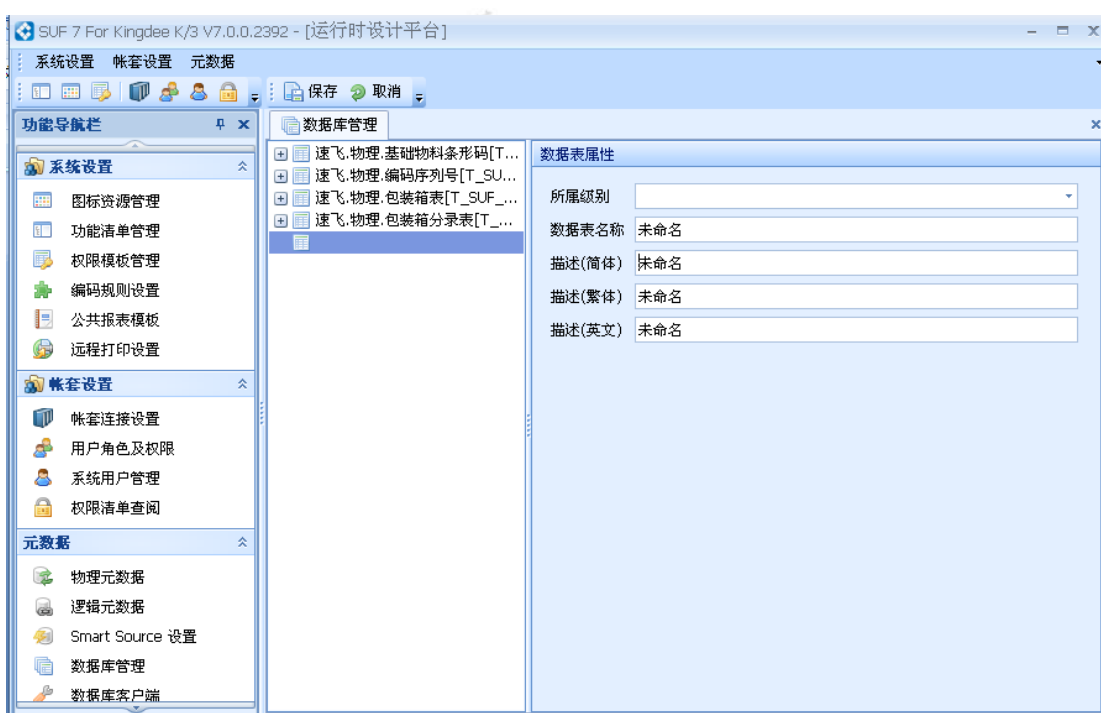 SUF 7 For Kingdee K/3 V7.0.0.2392 - [运行时设计平台]
系统设置 帐套设置 元数据
保存 取消
功能导航栏
数据库管理
系统设置
图标资源管理
功能清单管理
权限模板管理
编码规则设置
公共报表模板
远程打印设置
帐套设置
帐套连接设置
用户角色及权限
系统用户管理
权限清单查阅
元数据
物理元数据
逻辑元数据
Smart Source 设置
数据库管理
数据库客户端
速飞.物理.基础物料条形码[T...
速飞.物理.编码序列号[T_SU...
速飞.物理.包装箱表[T_SUF_...
速飞.物理.包装箱分录表[T_...
数据表属性
所属级别
数据表名称 未命名
描述(简体) 未命名
描述(繁体) 未命名
描述(英文) 未命名